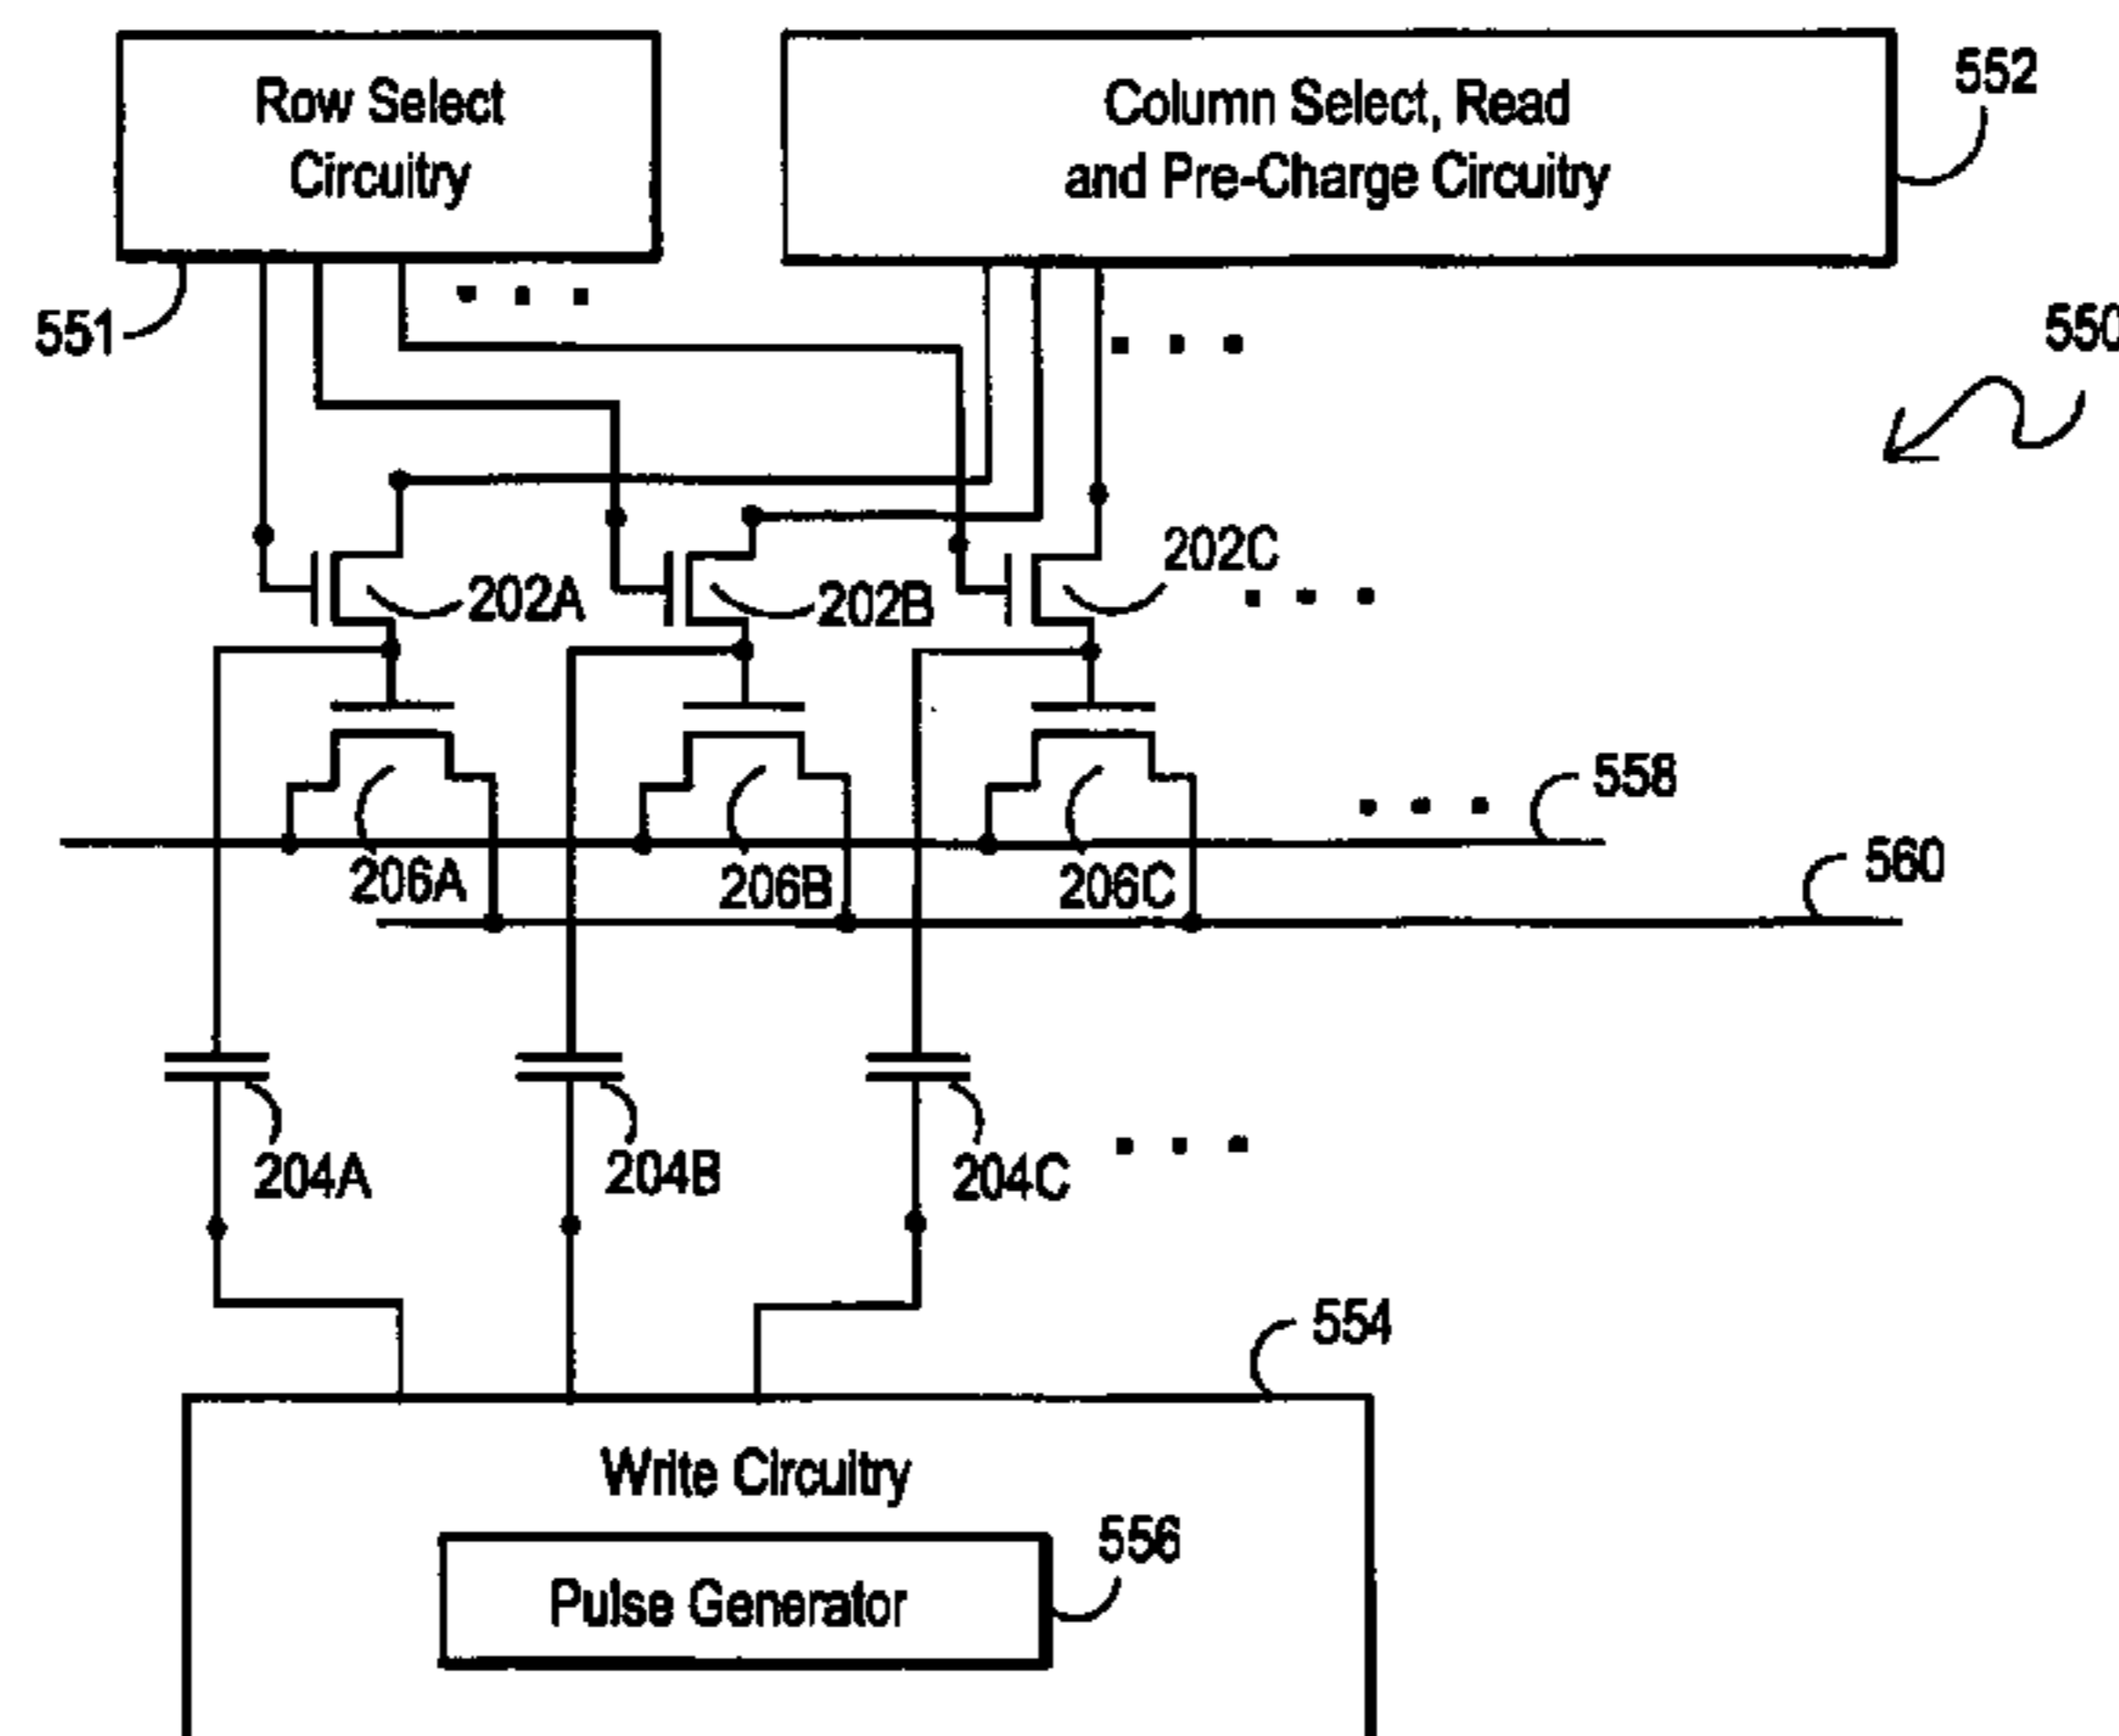 Row Select
Circuitry
Column Select, Read
and Pre-Charge Circuitry
552
551
550
202A
202B
202C
558
206A
206B
206C
560
204A
204B
204C
554
Write Circuitry
556
Pulse Generator